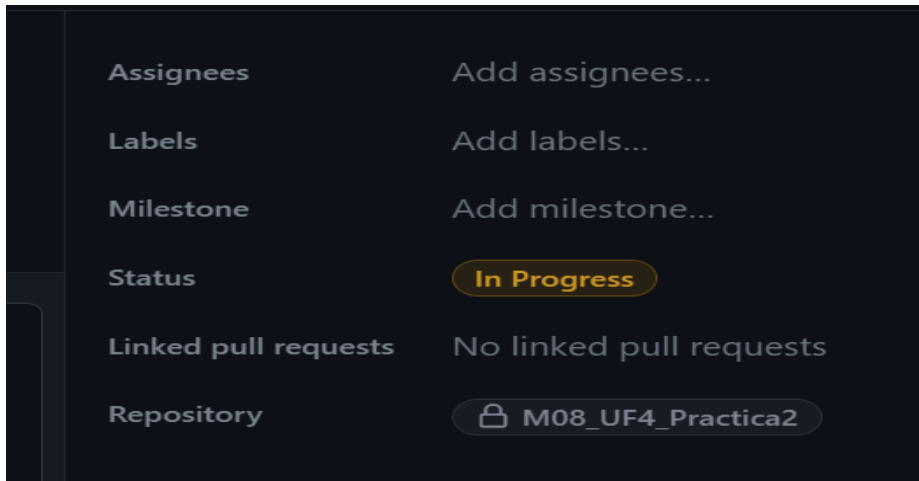 Assignees Add assignees...
Labels Add labels...
Milestone Add milestone...
Status In Progress
Linked pull requests No linked pull requests
Repository M08_UF4_Practica2